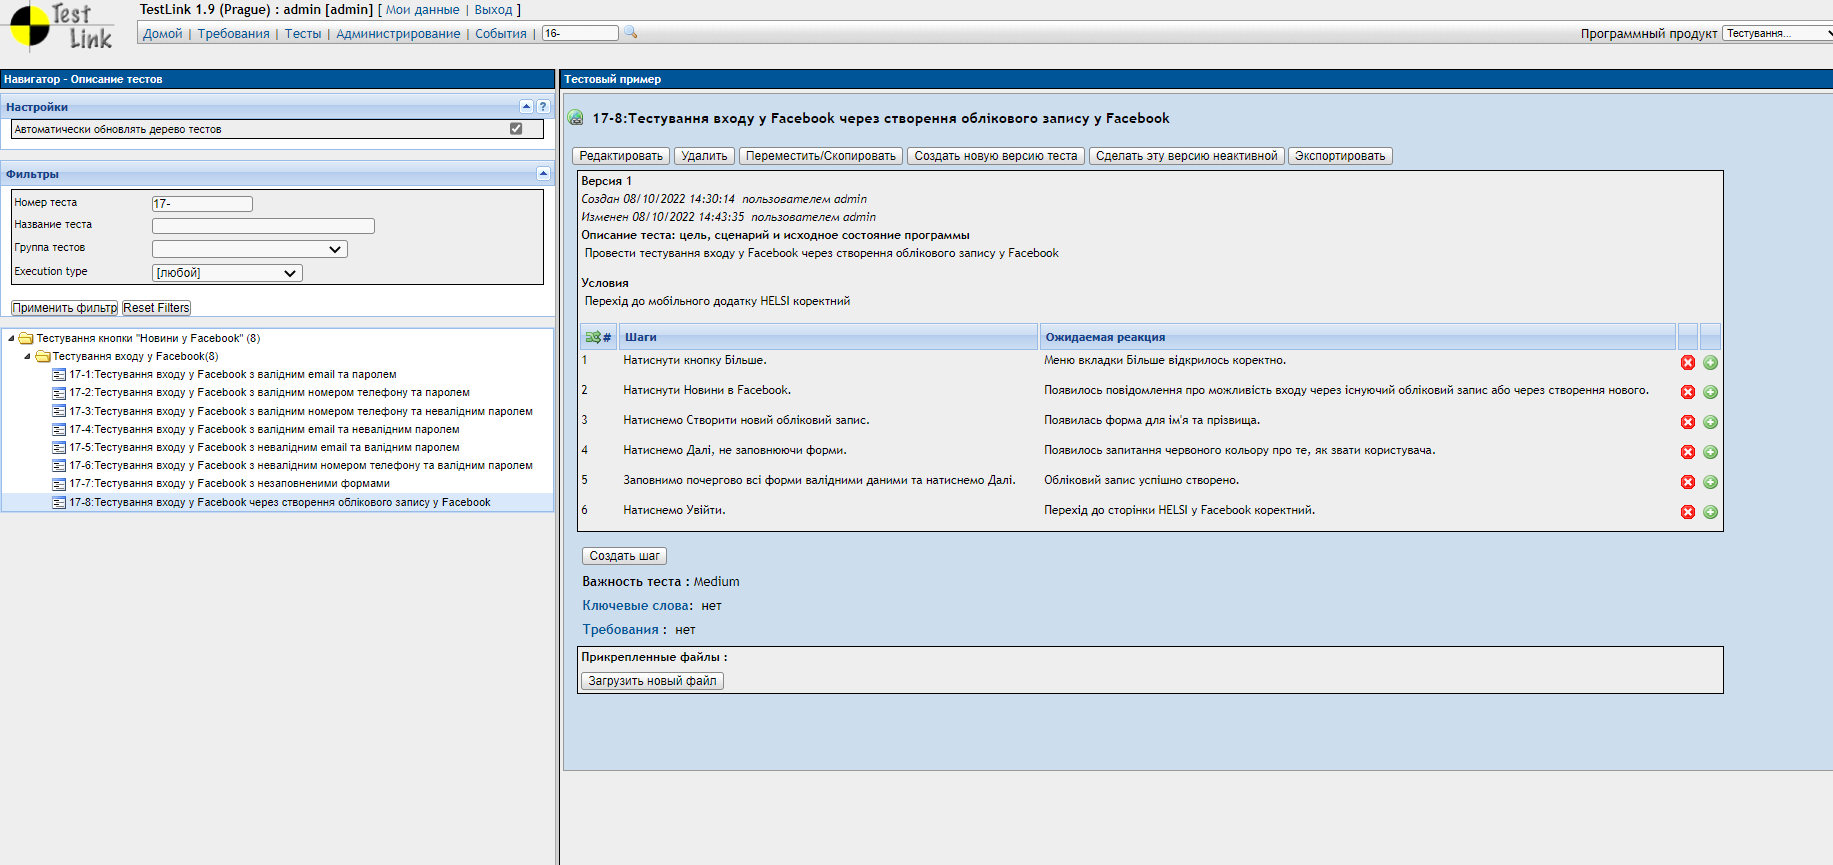 Test Link
TestLink 1.9 (Prague) : admin [admin] [ Мои данные | Выход ]
Домой | Требования | Тесты | Администрирование | События | 16-
Программный продукт Тестування...
Навигатор - Описание тестов
Настройки
?
Автоматически обновлять дерево тестов
Фильтры
Номер теста 17-
Название теста
Группа тестов
Execution type [любой]
Применить фильтр Reset Filters
Тестування кнопки "Новини у Facebook" (8)
Тестування входу у Facebook(8)
17-1:Тестування входу у Facebook з валідним email та паролем
17-2:Тестування входу у Facebook з валідним номером телефону та паролем
17-3:Тестування входу у Facebook з валідним номером телефону та невалідним паролем
17-4:Тестування входу у Facebook з валідним email та невалідним паролем
17-5:Тестування входу у Facebook з невалідним email та валідним паролем
17-6:Тестування входу у Facebook з невалідним номером телефону та валідним паролем
17-7:Тестування входу у Facebook з незаповненими формами
17-8:Тестування входу у Facebook через створення облікового запису у Facebook
Тестовый пример
17-8:Тестування входу у Facebook через створення облікового запису у Facebook
Редактировать Удалить Переместить/Скопировать Создать новую версию теста Сделать эту версию неактивной Экспортировать
Версия 1
Создан 08/10/2022 14:30:14 пользователем admin
Изменен 08/10/2022 14:43:35 пользователем admin
Описание теста: цель, сценарий и исходное состояние программы
Провести тестування входу у Facebook через створення облікового запису у Facebook
Условия
Перехід до мобільного додатку HELSI коректний
# Шаги Ожидаемая реакция
1 Натиснути кнопку Більше. Меню вкладки Більше відкрилось коректно.
2 Натиснути Новини в Facebook. Появилось повідомлення про можливість входу через існуючий обліковий запис або через створення нового.
3 Натиснемо Створити новий обліковий запис. Появилась форма для ім'я та прізвища.
4 Натиснемо Далі, не заповнюючи форми. Появилось запитання червоного кольору про те, як звати користувача.
5 Заповнимо почергово всі форми валідними даними та натиснемо Далі. Обліковий запис успішно створено.
6 Натиснемо Увійти. Перехід до сторінки HELSI у Facebook коректний.
Создать шаг
Важность теста : Medium
Ключевые слова: нет
Требования : нет
Прикрепленные файлы :
Загрузить новый файл